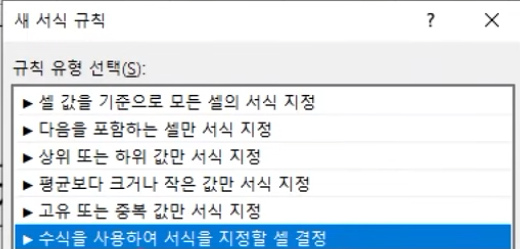 새 서식 규칙 ?
규칙 유형 선택(S):
► 셀 값을 기준으로 모든 셀의 서식 지정
► 다음을 포함하는 셀만 서식 지정
► 상위 또는 하위 값만 서식 지정
► 평균보다 크거나 작은 값만 서식 지정
► 고유 또는 중복 값만 서식 지정
► 수식을 사용하여 서식을 지정할 셀 결정